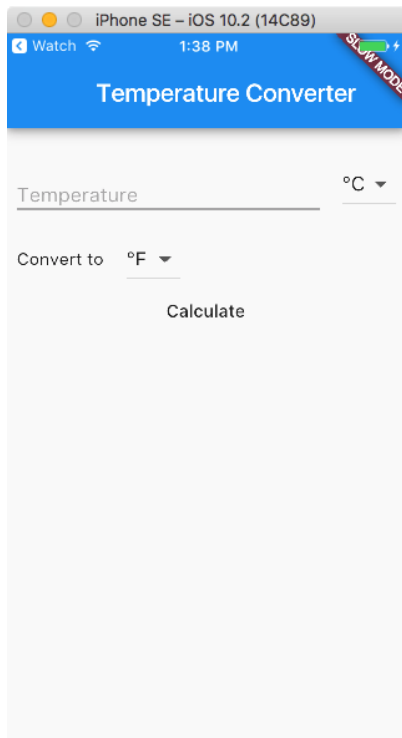 iPhone SE – iOS 10.2 (14C89)
Watch 1:38 PM
SLOW MODE
Temperature Converter
Temperature °C
Convert to °F
Calculate